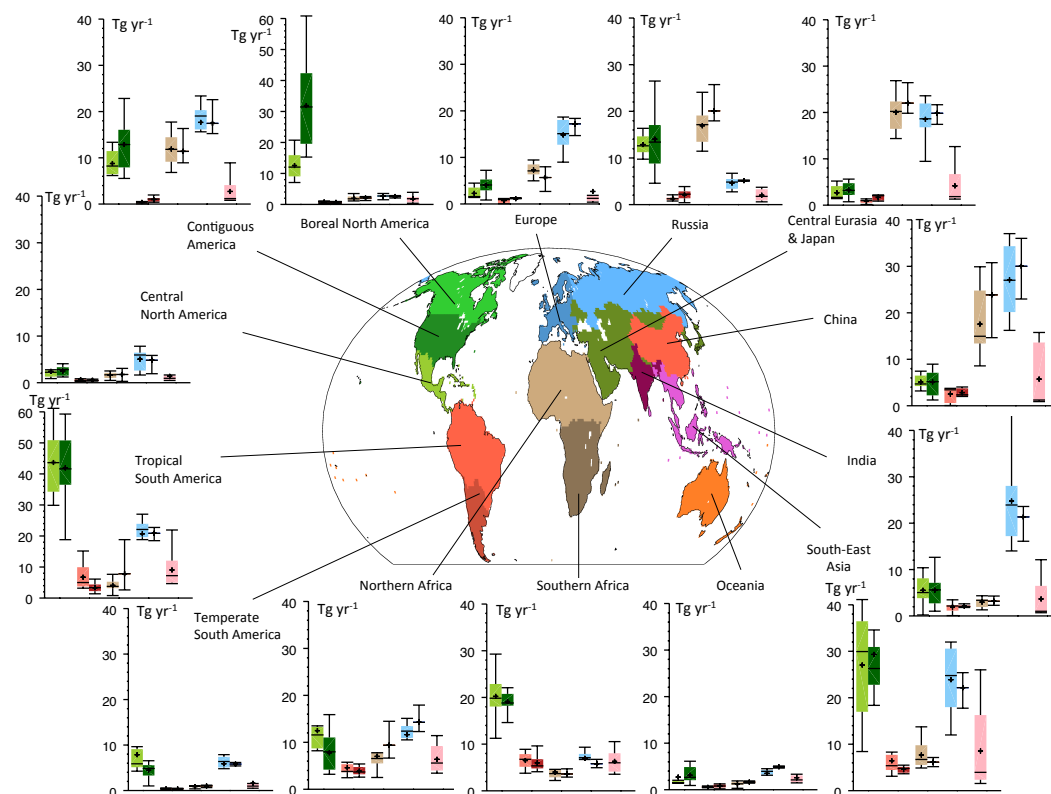 Tg yr-1
40
30
20
10
0
Tg yr-1
60
50
40
30
20
10
0
Tg yr-1
40
30
20
10
0
Tg yr-1
40
30
20
10
0
Tg yr-1
40
30
20
10
0
Tg yr-1
40
30
20
10
0
Contiguous
America
Boreal North America
Europe
Russia
Central Eurasia
& Japan
Tg yr-1
40
30
20
10
0
Central
North America
China
Tg yr-1
60
50
40
30
20
10
0
Tropical
South America
India
Tg yr-1
40
30
20
10
0
South-East
Asia
Northern Africa
Southern Africa
Oceania
Temperate
South America
Tg yr-1
40
30
20
10
0
Tg yr-1
40
30
20
10
0
Tg yr-1
40
30
20
10
0
Tg yr-1
40
30
20
10
0
Tg yr-1
40
30
20
10
0